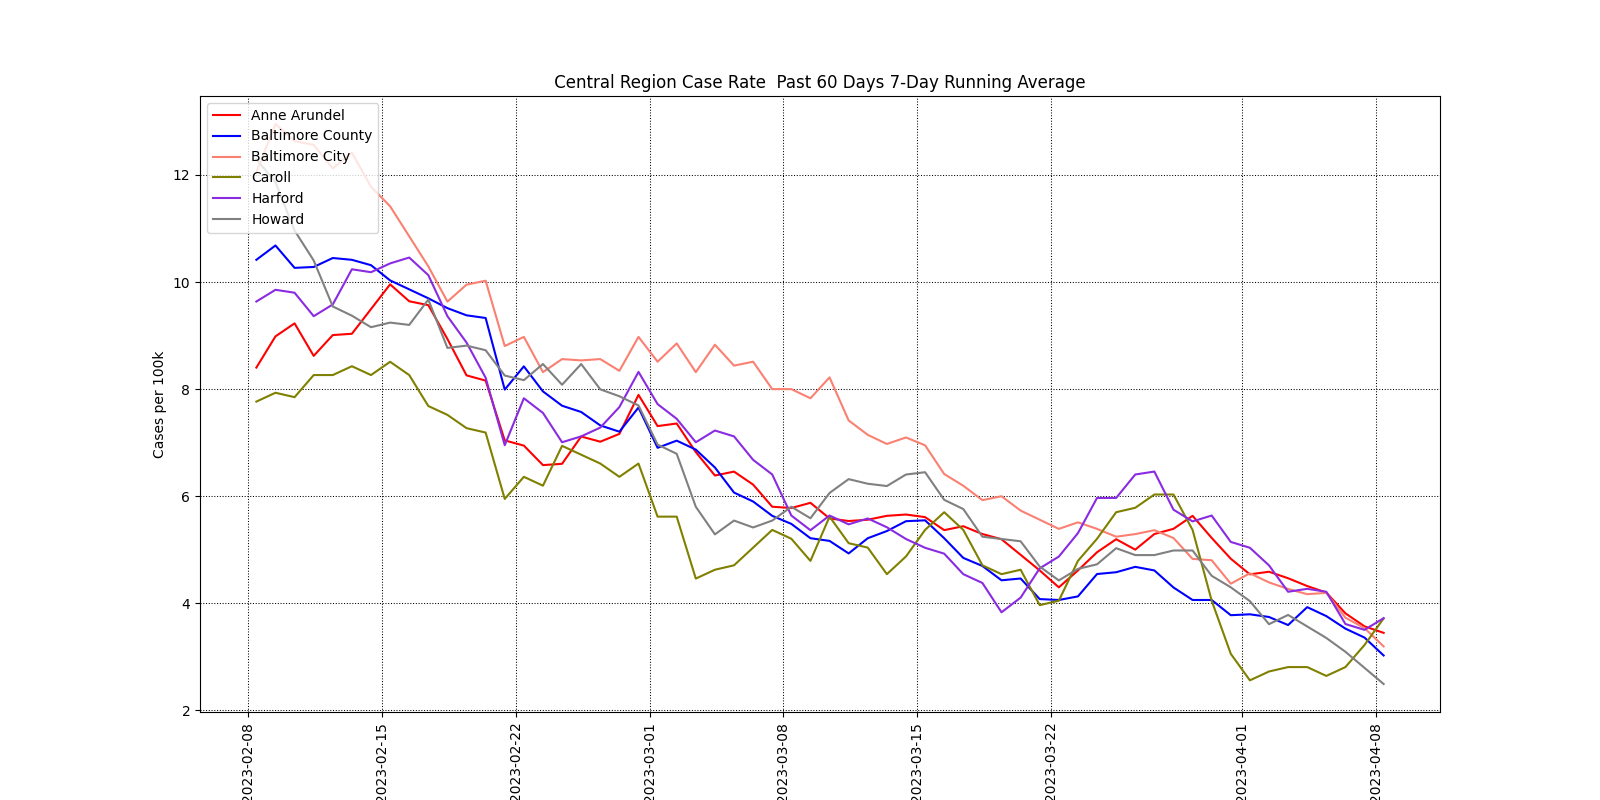 Central Region Case Rate  Past 60 Days 7-Day Running Average
Anne Arundel
Baltimore County
Baltimore City
Caroll
Harford
Howard
Cases per 100k
12
10
8
6
4
2
2023-02-08
2023-02-15
2023-02-22
2023-03-01
2023-03-08
2023-03-15
2023-03-22
2023-04-01
2023-04-08